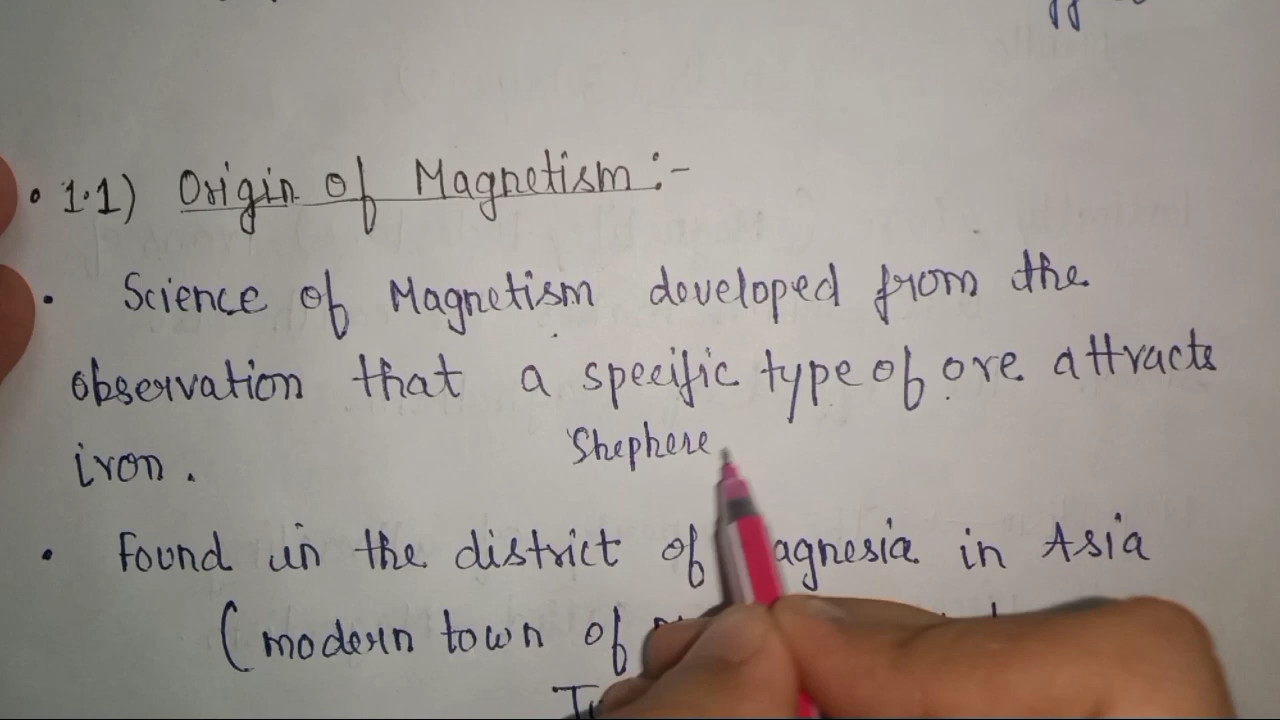 • 1.1) Origin of Magnetism :-
• Science of Magnetism developed from the
observation that a specific type of ore attracts
iron.
Shephere
• Found in the district of agnesia in Asia
(modern town of